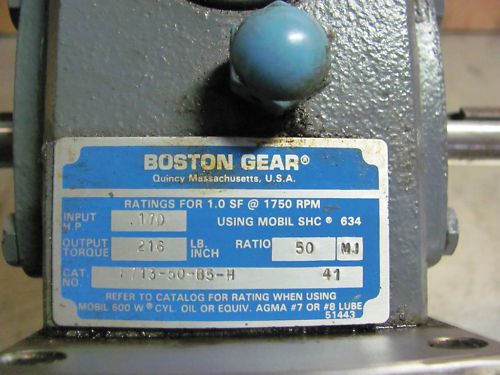 BOSTON GEAR®
Quincy Massachusetts, U.S.A.
RATINGS FOR 1.0 SF @ 1750 RPM
INPUT H.P. .170 USING MOBIL SHC® 634
OUTPUT TORQUE 216 LB. INCH RATIO 50 MJ
CAT. NO. F713-50-B5-H 41
REFER TO CATALOG FOR RATING WHEN USING
MOBIL 600 W® CYL. OIL OR EQUIV. AGMA #7 OR #8 LUBE
51443